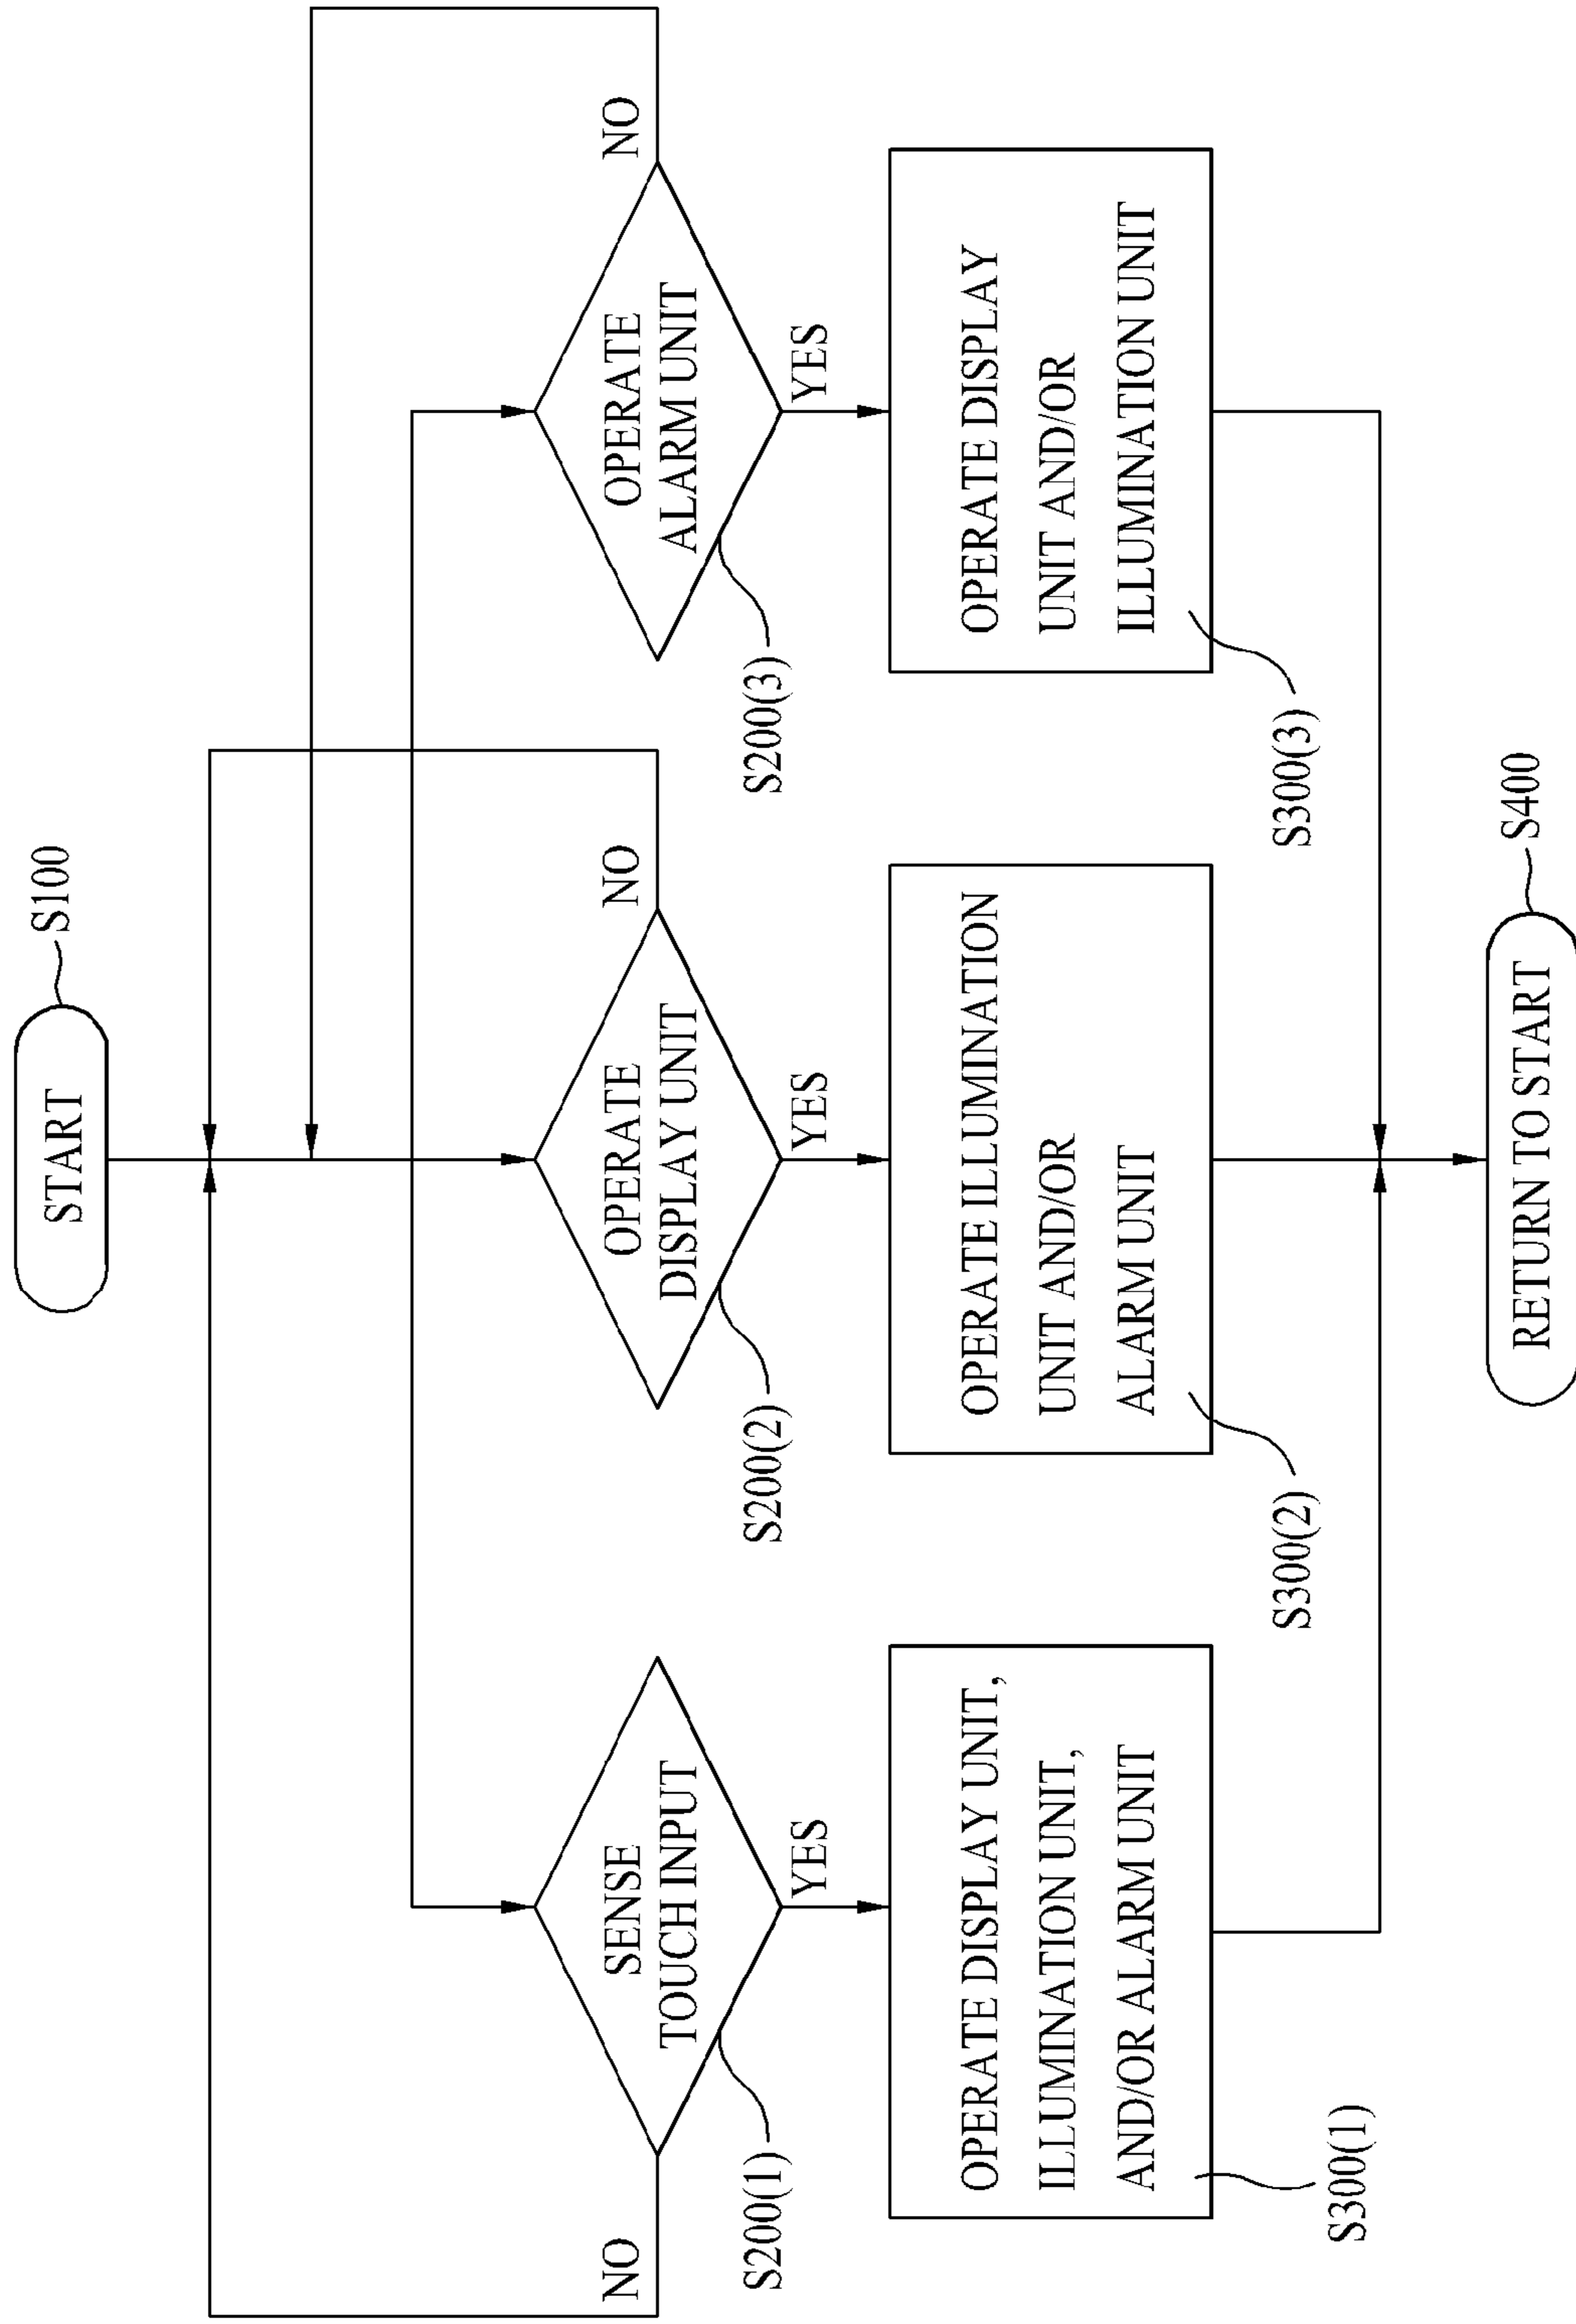 START
S100
SENSE
TOUCH INPUT
NO
YES
S200(1)
OPERATE
DISPLAY UNIT
NO
YES
S200(2)
OPERATE
ALARM UNIT
NO
YES
S200(3)
OPERATE DISPLAY UNIT,
ILLUMINATION UNIT,
AND/OR ALARM UNIT
S300(1)
OPERATE ILLUMINATION
UNIT AND/OR
ALARM UNIT
S300(2)
OPERATE DISPLAY
UNIT AND/OR
ILLUMINATION UNIT
S300(3)
RETURN TO START
S400